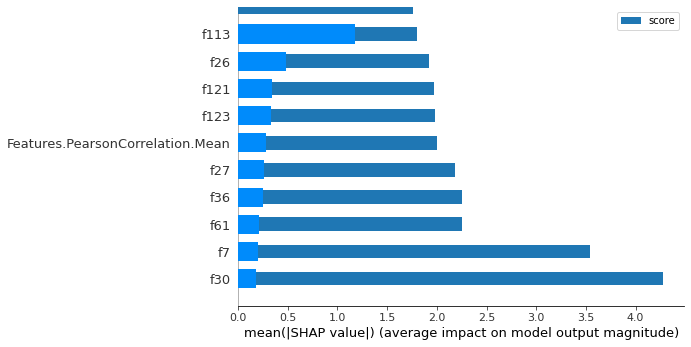 score
f113
f26
f121
f123
Features.PearsonCorrelation.Mean
f27
f36
f61
f7
f30
0.0 0.5 1.0 1.5 2.0 2.5 3.0 3.5 4.0
mean(|SHAP value|) (average impact on model output magnitude)